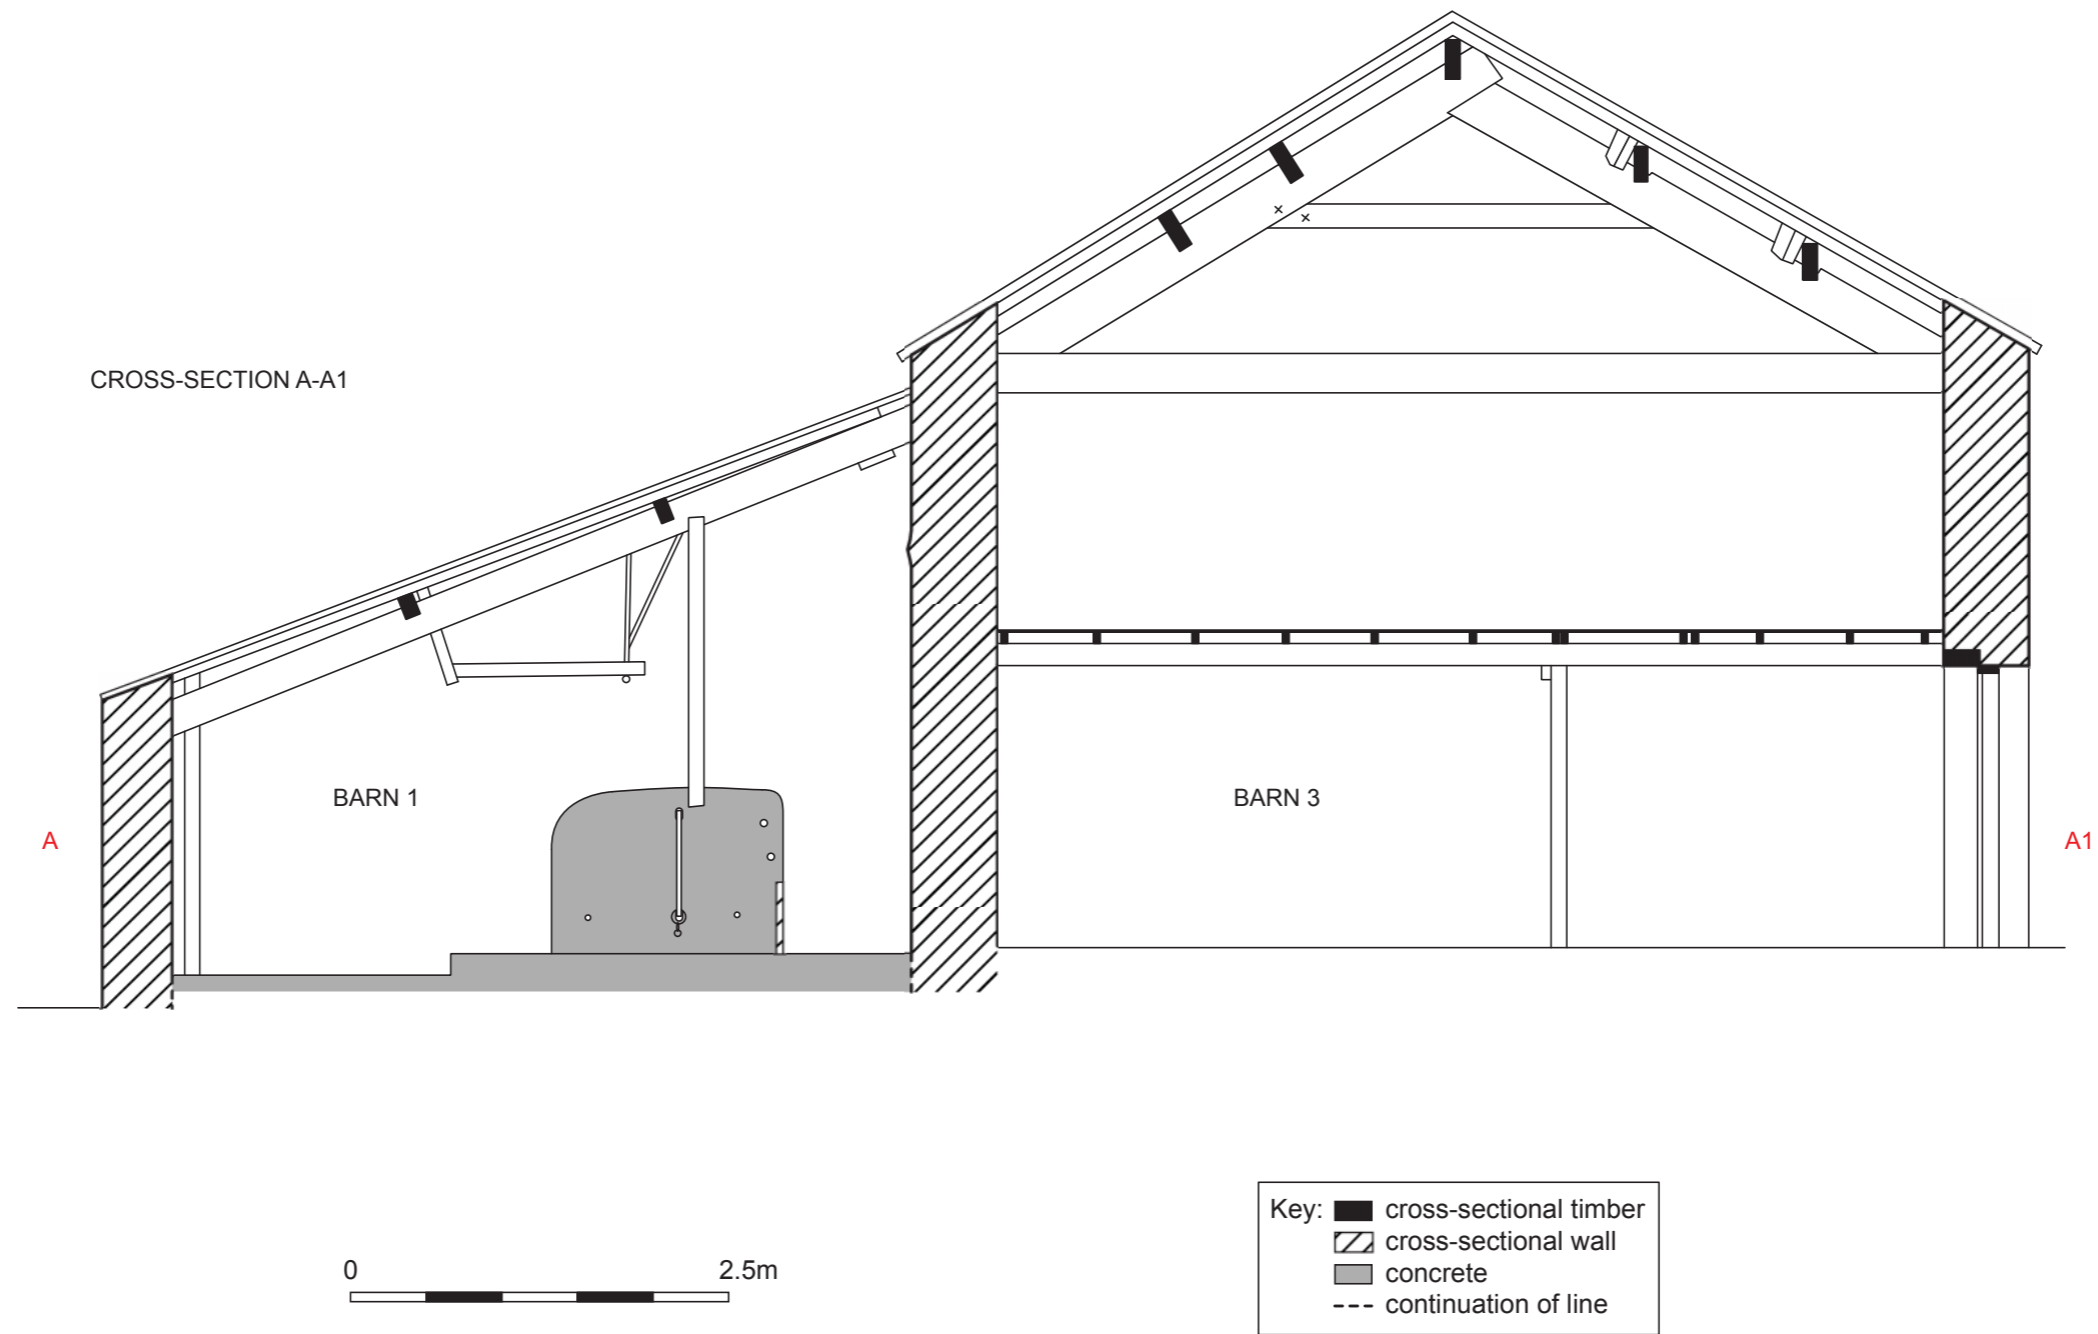 CROSS-SECTION A-A1
BARN 1
BARN 3
A
A1
0
2.5m
Key:
cross-sectional timber
cross-sectional wall
concrete
continuation of line